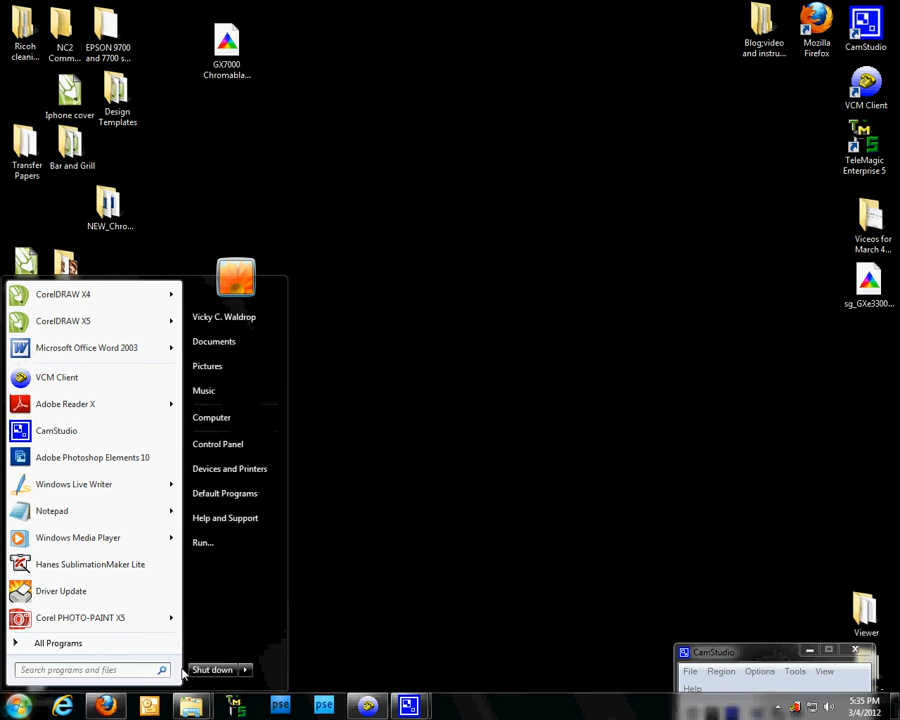 Ricoh
cleani...
NC2
Comm...
EPSON 9700
and 7700 s...
GX7000
Chromabla...
Blog;video
and instru...
Mozilla
Firefox
CamStudio
Iphone cover
Design
Templates
VCM Client
Transfer
Papers
Bar and Grill
TMS
TeleMagic
Enterprise 5
NEW_Chro...
Viceos for
March 4...
sg_GXe3300...
CorelDRAW X4
CorelDRAW X5
Microsoft Office Word 2003
VCM Client
Adobe Reader X
CamStudio
Adobe Photoshop Elements 10
Windows Live Writer
Notepad
Windows Media Player
Hanes SublimationMaker Lite
Driver Update
Corel PHOTO-PAINT X5
All Programs
Search programs and files
Vicky C. Waldrop
Documents
Pictures
Music
Computer
Control Panel
Devices and Printers
Default Programs
Help and Support
Run...
Shut down
Viewer
CamStudio
File Region Options Tools View
Help
pse
pse
5:35 PM
3/4/2012